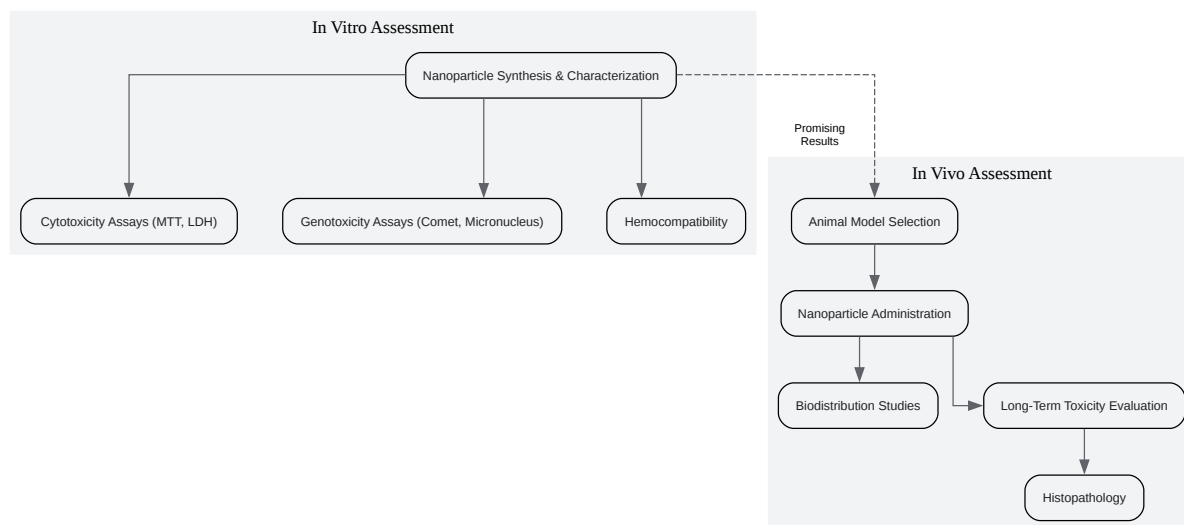 In Vitro Assessment
Nanoparticle Synthesis & Characterization
Promising
Results
In Vivo Assessment
Cytotoxicity Assays (MTT, LDH)
Genotoxicity Assays (Comet, Micronucleus)
Hemocompatibility
Animal Model Selection
Nanoparticle Administration
Biodistribution Studies
Long-Term Toxicity Evaluation
Histopathology